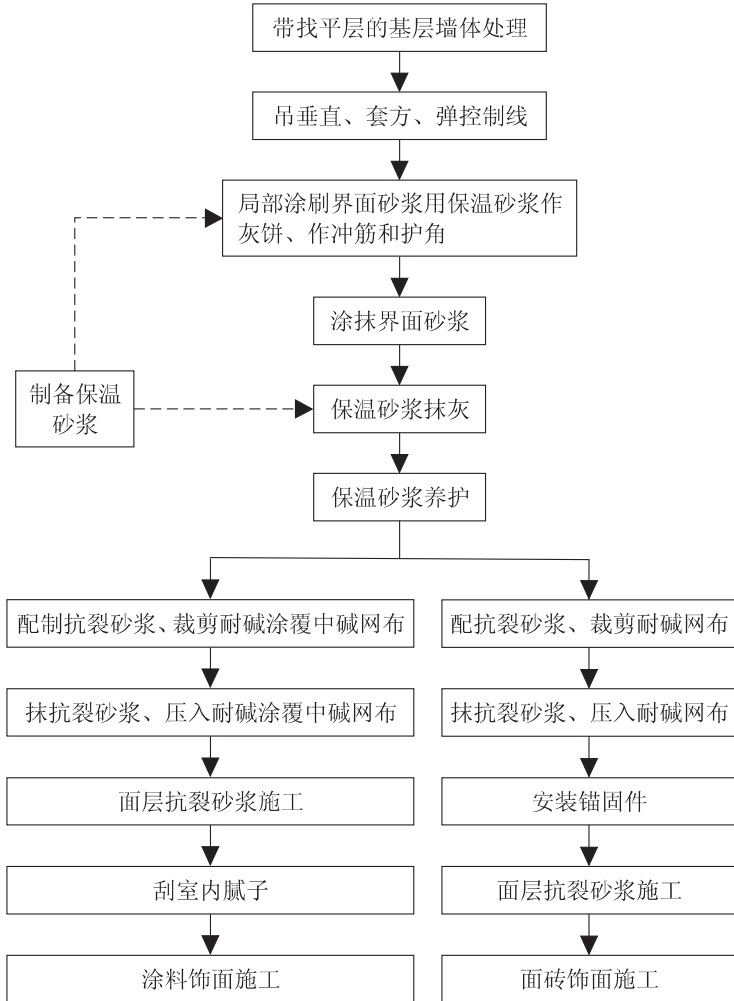 带找平层的基层墙体处理
吊垂直、套方、弹控制线
局部涂刷界面砂浆用保温砂浆作
灰饼、作冲筋和护角
涂抹界面砂浆
制备保温
砂浆
保温砂浆抹灰
保温砂浆养护
配制抗裂砂浆、裁剪耐碱涂覆中碱网布
配抗裂砂浆、裁剪耐碱网布
抹抗裂砂浆、压入耐碱涂覆中碱网布
抹抗裂砂浆、压入耐碱网布
面层抗裂砂浆施工
安装锚固件
刮室内腻子
面层抗裂砂浆施工
涂料饰面施工
面砖饰面施工